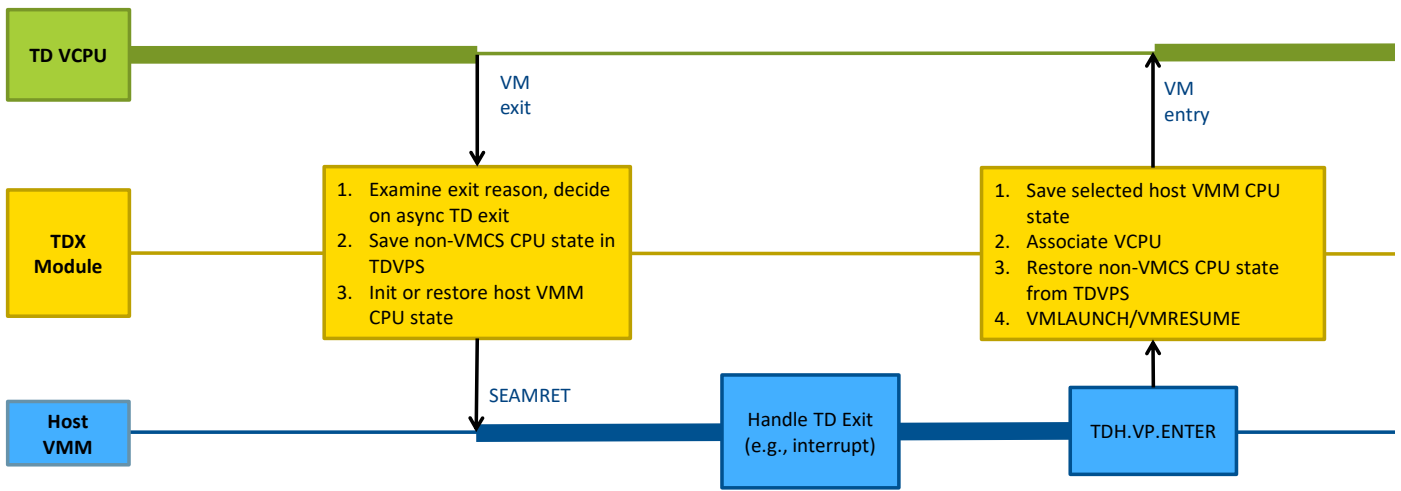 TD VCPU
VM
exit
VM
entry
TDX
Module
1. Examine exit reason, decide
on async TD exit
2. Save non-VMCS CPU state in
TDVPS
3. Init or restore host VMM
CPU state
1. Save selected host VMM CPU
state
2. Associate VCPU
3. Restore non-VMCS CPU state
from TDVPS
4. VMLAUNCH/VMRESUME
SEAMRET
Host
VMM
Handle TD Exit
(e.g., interrupt)
TDH.VP.ENTER